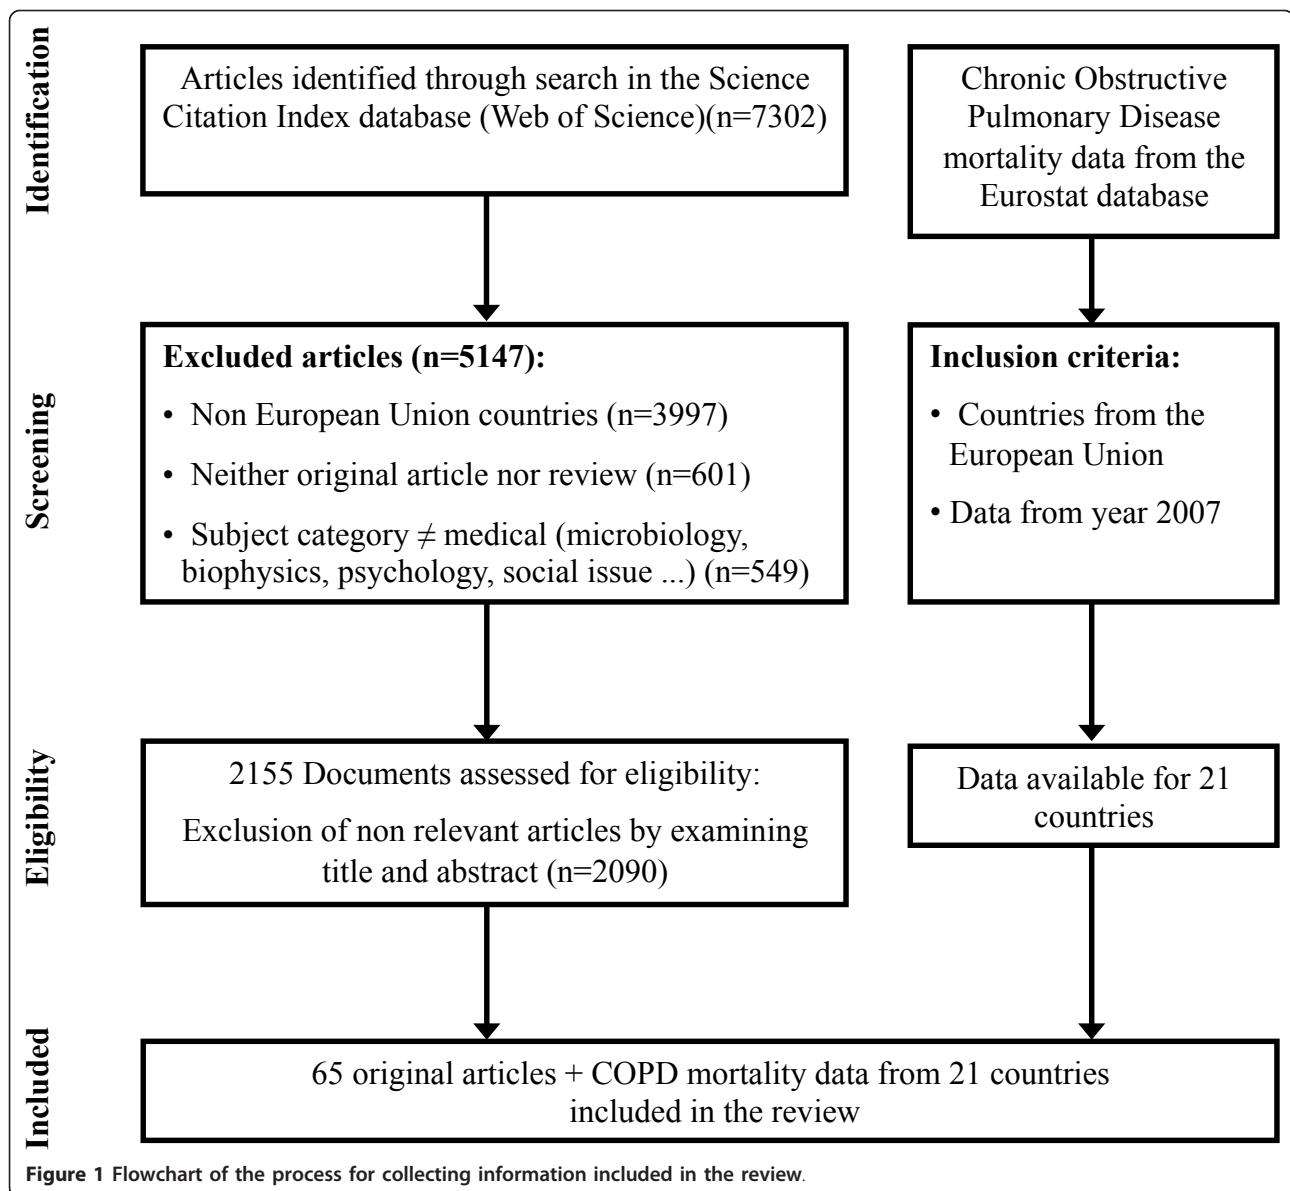 Identification
Articles identified through search in the Science
Citation Index database (Web of Science)(n=7302)
Chronic Obstructive
Pulmonary Disease
mortality data from the
Eurostat database
Screening
Excluded articles (n=5147):
• Non European Union countries (n=3997)
• Neither original article nor review (n=601)
• Subject category ≠ medical (microbiology,
biophysics, psychology, social issue ...) (n=549)
Inclusion criteria:
• Countries from the
European Union
• Data from year 2007
Eligibility
2155 Documents assessed for eligibility:
Exclusion of non relevant articles by examining
title and abstract (n=2090)
Data available for 21
countries
Included
65 original articles + COPD mortality data from 21 countries
included in the review
Figure 1 Flowchart of the process for collecting information included in the review.